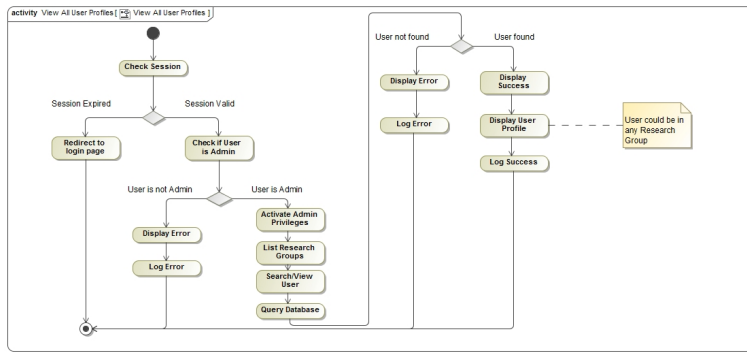 activity View All User Profiles [ View All User Profiles ]
Check Session
Session Expired
Session Valid
Redirect to
login page
Check if User
is Admin
User is not Admin
User is Admin
Display Error
Log Error
Activate Admin
Privileges
List Research
Groups
Search/View
User
Query Database
User not found
User found
Display Error
Log Error
Display
Success
Display User
Profile
Log Success
User could be in
any Research
Group